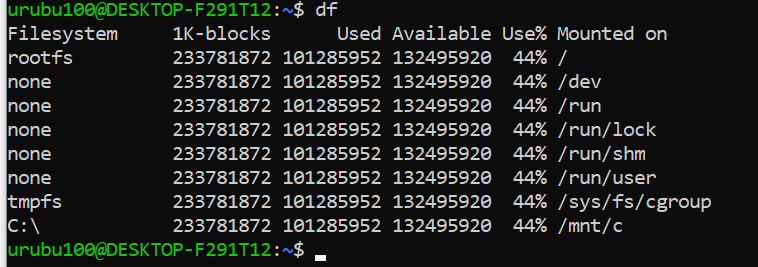 urubu100@DESKTOP-F291T12:~$ df
Filesystem     1K-blocks      Used Available Use% Mounted on
rootfs         233781872 101285952 132495920  44% /
none           233781872 101285952 132495920  44% /dev
none           233781872 101285952 132495920  44% /run
none           233781872 101285952 132495920  44% /run/lock
none           233781872 101285952 132495920  44% /run/shm
none           233781872 101285952 132495920  44% /run/user
tmpfs          233781872 101285952 132495920  44% /sys/fs/cgroup
C:\            233781872 101285952 132495920  44% /mnt/c
urubu100@DESKTOP-F291T12:~$